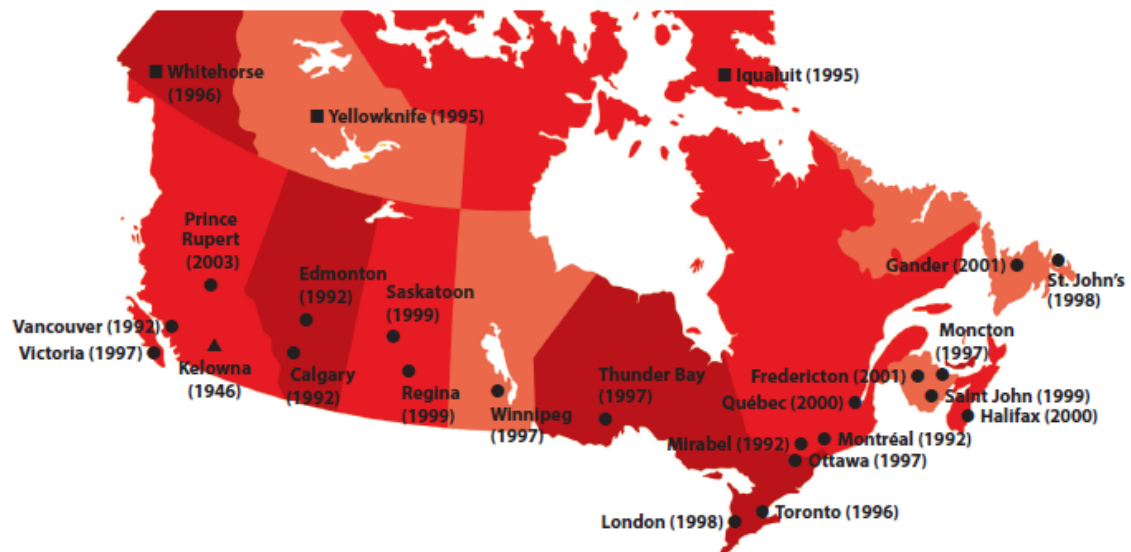 Whitehorse
(1996)
Iqualuit (1995)
Yellowknife (1995)
Prince
Rupert
(2003)
Edmonton
(1992)
Saskatoon
(1999)
Gander (2001)
St. John's
(1998)
Vancouver (1992)
Victoria (1997)
Kelowna
(1946)
Calgary
(1992)
Regina
(1999)
Winnipeg
(1997)
Thunder Bay
(1997)
Moncton
(1997)
Fredericton (2001)
Saint John (1999)
Québec (2000)
Halifax (2000)
Mirabel (1992)
Montréal (1992)
Ottawa (1997)
London (1998)
Toronto (1996)